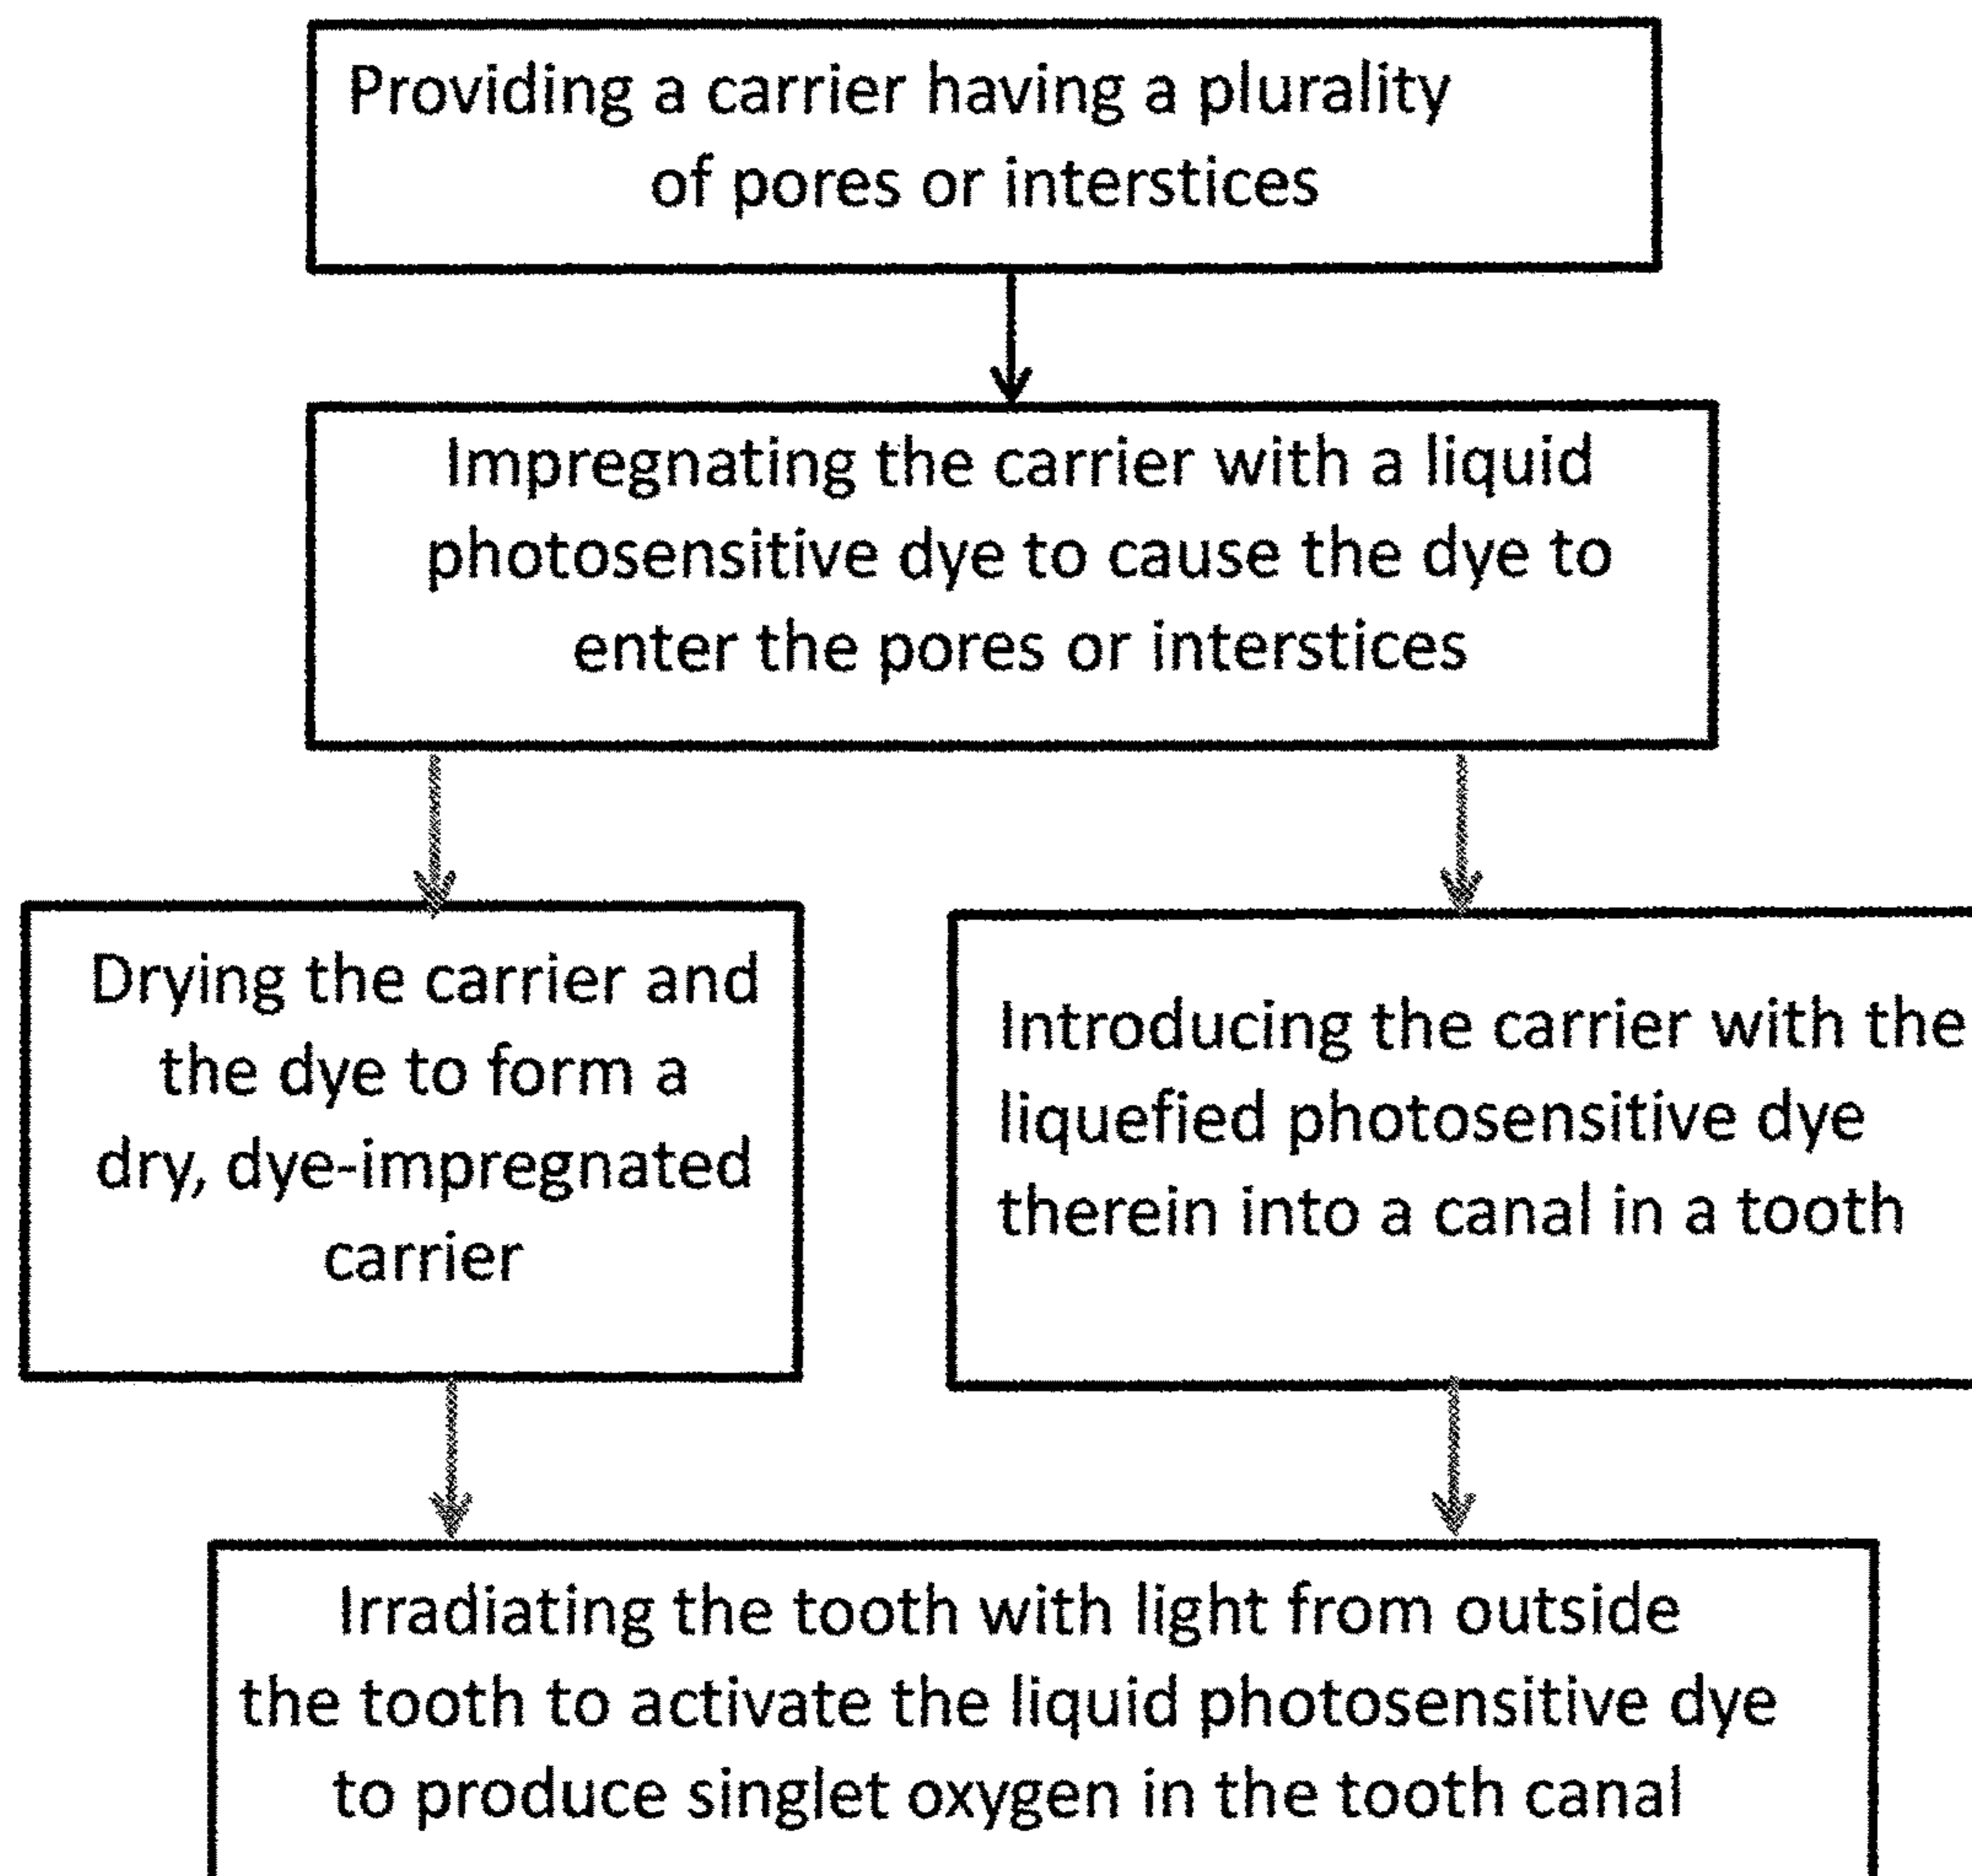 Providing a carrier having a plurality
of pores or interstices
Impregnating the carrier with a liquid
photosensitive dye to cause the dye to
enter the pores or interstices
Drying the carrier and
the dye to form a
dry, dye-impregnated
carrier
Introducing the carrier with the
liquefied photosensitive dye
therein into a canal in a tooth
Irradiating the tooth with light from outside
the tooth to activate the liquid photosensitive dye
to produce singlet oxygen in the tooth canal